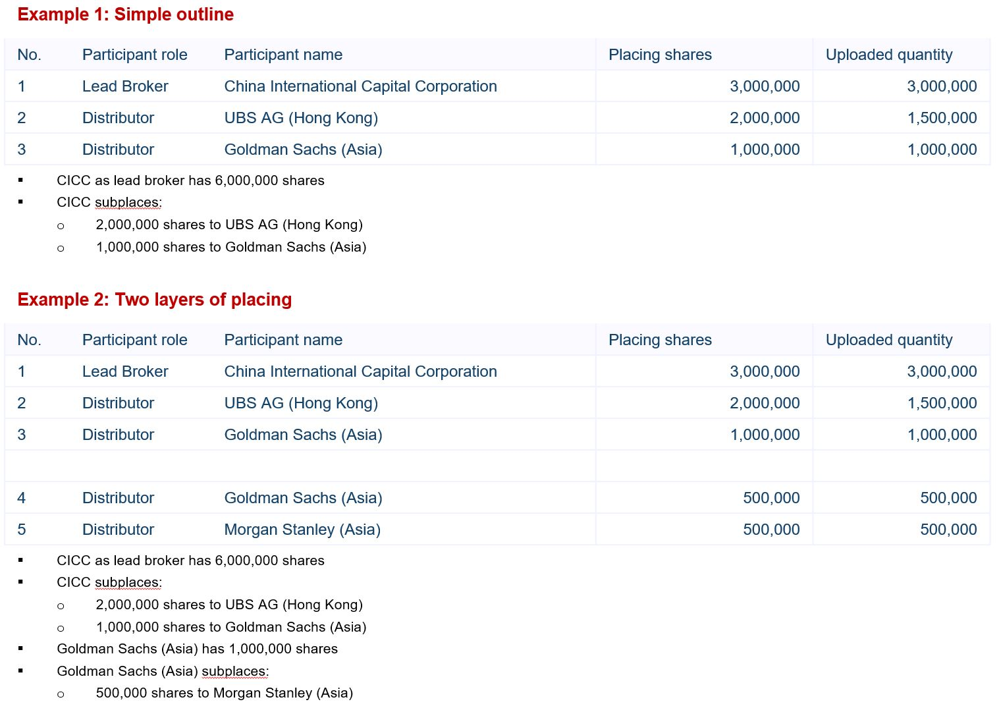 Example 1: Simple outline
No. Participant role Participant name Placing shares Uploaded quantity
1 Lead Broker China International Capital Corporation 3,000,000 3,000,000
2 Distributor UBS AG (Hong Kong) 2,000,000 1,500,000
3 Distributor Goldman Sachs (Asia) 1,000,000 1,000,000
▪ CICC as lead broker has 6,000,000 shares
▪ CICC subplaces:
o 2,000,000 shares to UBS AG (Hong Kong)
o 1,000,000 shares to Goldman Sachs (Asia)
Example 2: Two layers of placing
No. Participant role Participant name Placing shares Uploaded quantity
1 Lead Broker China International Capital Corporation 3,000,000 3,000,000
2 Distributor UBS AG (Hong Kong) 2,000,000 1,500,000
3 Distributor Goldman Sachs (Asia) 1,000,000 1,000,000
4 Distributor Goldman Sachs (Asia) 500,000 500,000
5 Distributor Morgan Stanley (Asia) 500,000 500,000
▪ CICC as lead broker has 6,000,000 shares
▪ CICC subplaces:
o 2,000,000 shares to UBS AG (Hong Kong)
o 1,000,000 shares to Goldman Sachs (Asia)
▪ Goldman Sachs (Asia) has 1,000,000 shares
▪ Goldman Sachs (Asia) subplaces:
o 500,000 shares to Morgan Stanley (Asia)